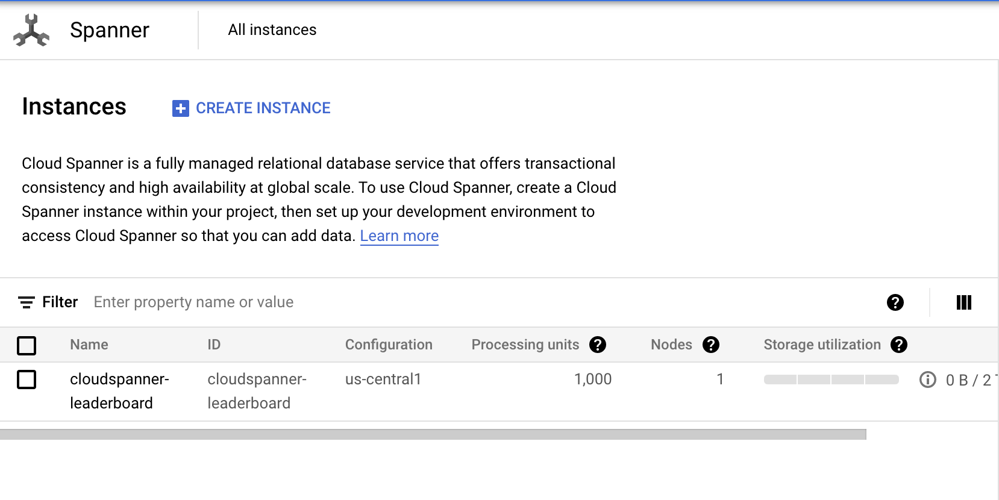 Spanner
All instances
Instances
CREATE INSTANCE
Cloud Spanner is a fully managed relational database service that offers transactional
consistency and high availability at global scale. To use Cloud Spanner, create a Cloud
Spanner instance within your project, then set up your development environment to
access Cloud Spanner so that you can add data. Learn more
Filter Enter property name or value
Name ID Configuration Processing units Nodes Storage utilization
cloudspanner- cloudspanner- us-central1 1,000 1 0 B / 2
leaderboard leaderboard